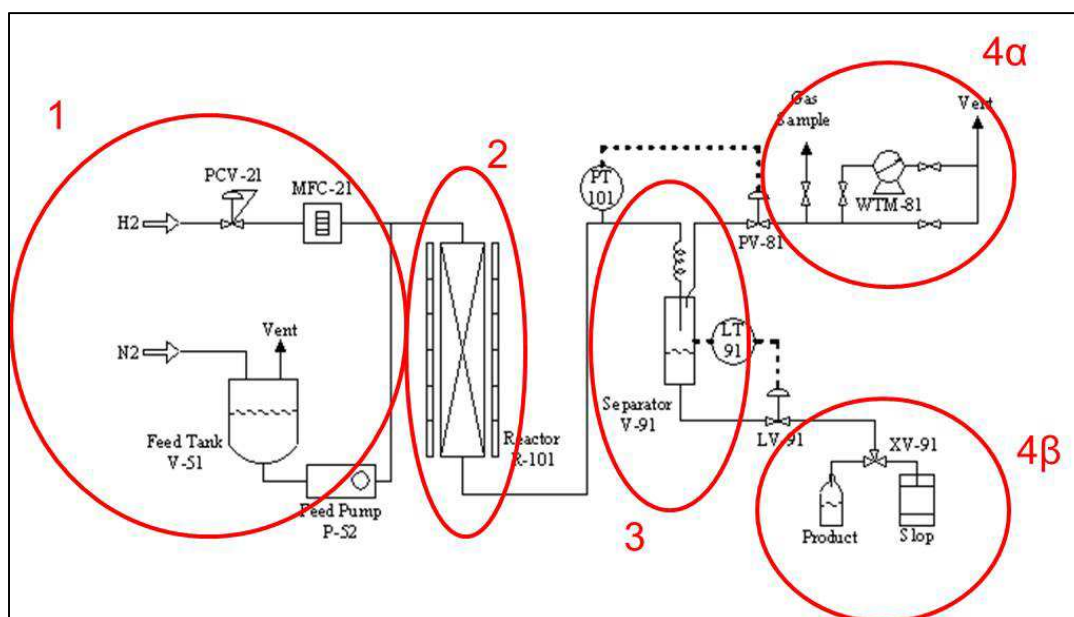 1
2
3
4α
4β
PCV-21
MFC-21
H2
N2
Vent
Feed Tank
V-51
Feed Pump
P-52
Reactor
R-101
PT
101
Separator
V-91
LT
91
PV-81
Gas
Sample
WTM-81
Vent
LV-91
XV-91
Product
Slop